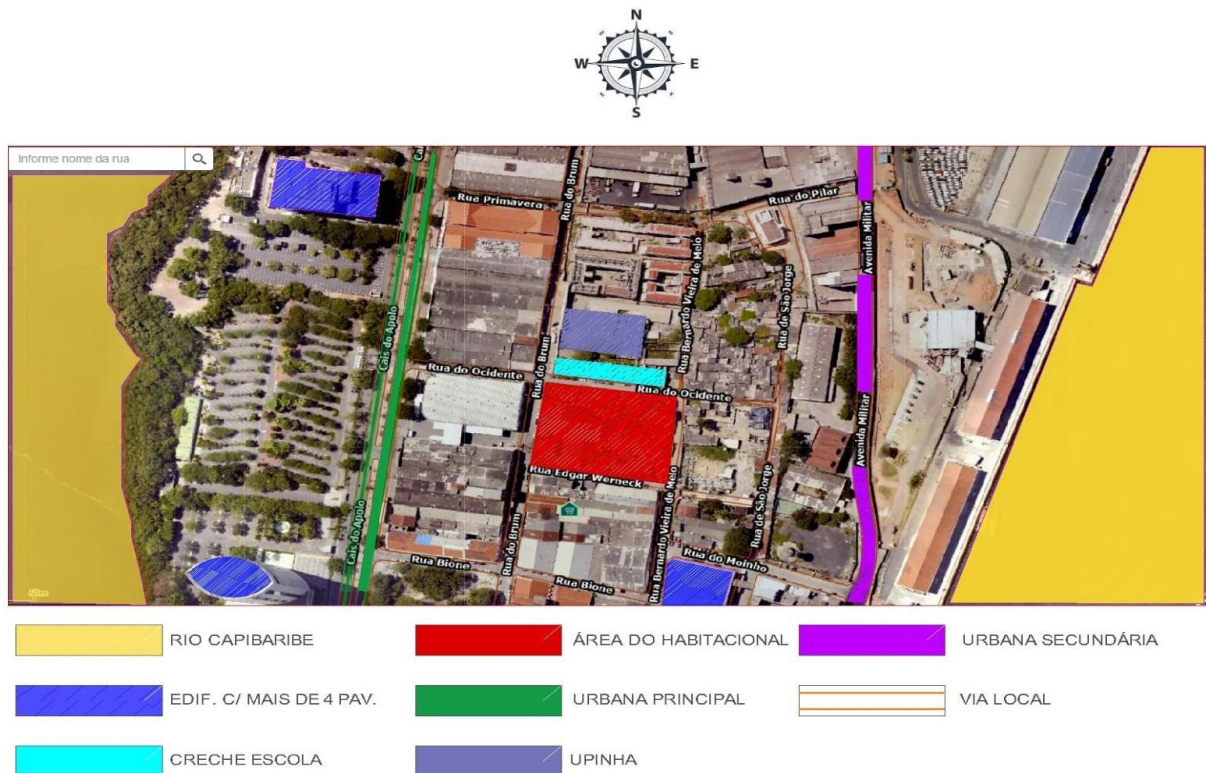 N
W E
S
Informe nome da rua
Cai
Rua do Brum
Rua Primavera
Rua do Pilar
Avenida Militar
Rua Bernardo Vieira de Melo
Rua de São Jorge
Cais do Apolo
Rua do Brum
Rua do Ocidente
Rua do Ocidente
Avenida Militar
Rua Edgar Werneck
Rua Bernardo Vieira de Melo
Rua de São Jorge
Cais do Apolo
Rua do Brum
Rua do Moinho
Rua Bione
Rua Bione
RIO CAPIBARIBE
ÁREA DO HABITACIONAL
URBANA SECUNDÁRIA
EDIF. C/ MAIS DE 4 PAV.
URBANA PRINCIPAL
VIA LOCAL
CRECHE ESCOLA
UPINHA